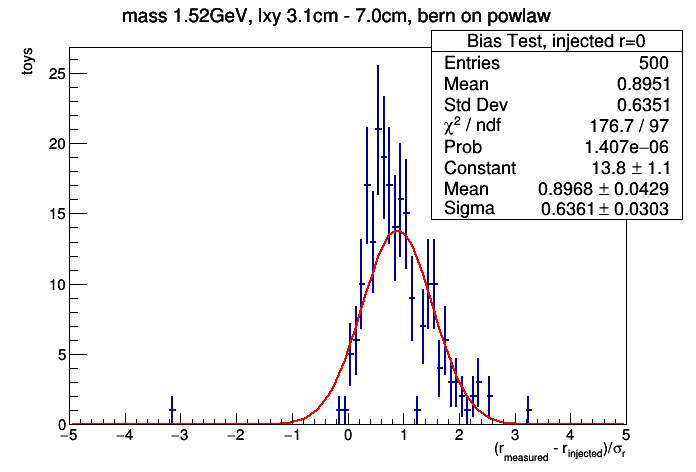 mass 1.52GeV, lxy 3.1cm - 7.0cm, bern on powlaw
Bias Test, injected r=0
Entries 500
Mean 0.8951
Std Dev 0.6351
χ² / ndf 176.7 / 97
Prob 1.407e−06
Constant 13.8 ± 1.1
Mean 0.8968 ± 0.0429
Sigma 0.6361 ± 0.0303
toys
25
20
15
10
5
0
−5 −4 −3 −2 −1 0 1 2 3 4 5
(r_measured - r_injected)/σ_r